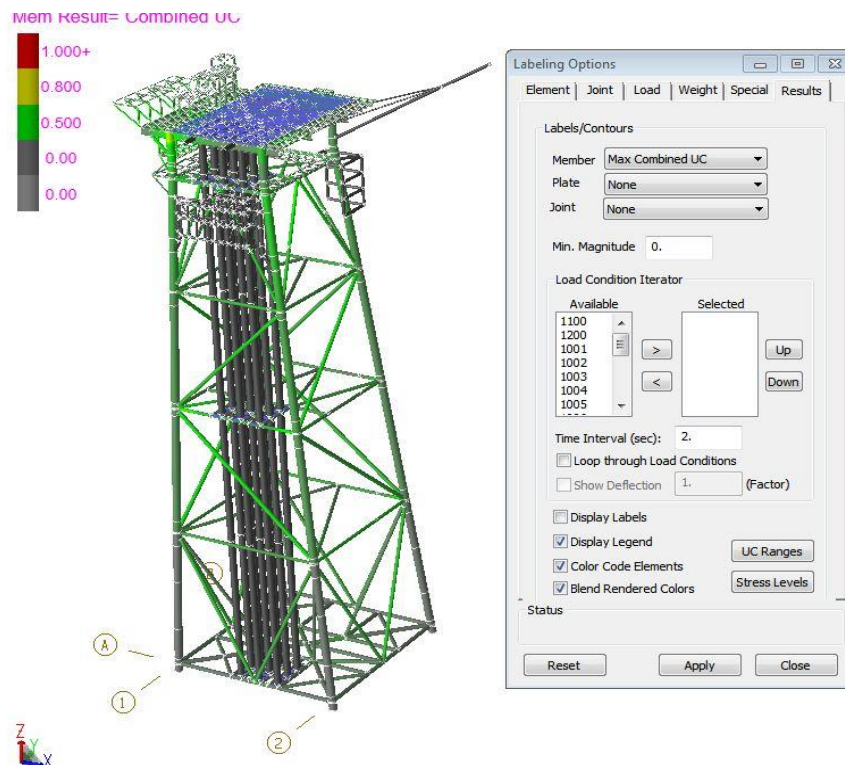 Mem Result= Combined UC
1.000+
0.800
0.500
0.00
0.00
Labeling Options
Element Joint Load Weight Special Results
Labels/Contours
Member Max Combined UC
Plate None
Joint None
Min. Magnitude 0.
Load Condition Iterator
Available Selected
1100
1200
1001
1002
1003
1004
1005
> Up
< Down
Time Interval (sec): 2.
Loop through Load Conditions
Show Deflection 1. (Factor)
Display Labels
Display Legend
Color Code Elements
Blend Rendered Colors
UC Ranges
Stress Levels
Status
Reset Apply Close
B
A
1
2
Z
Y
X